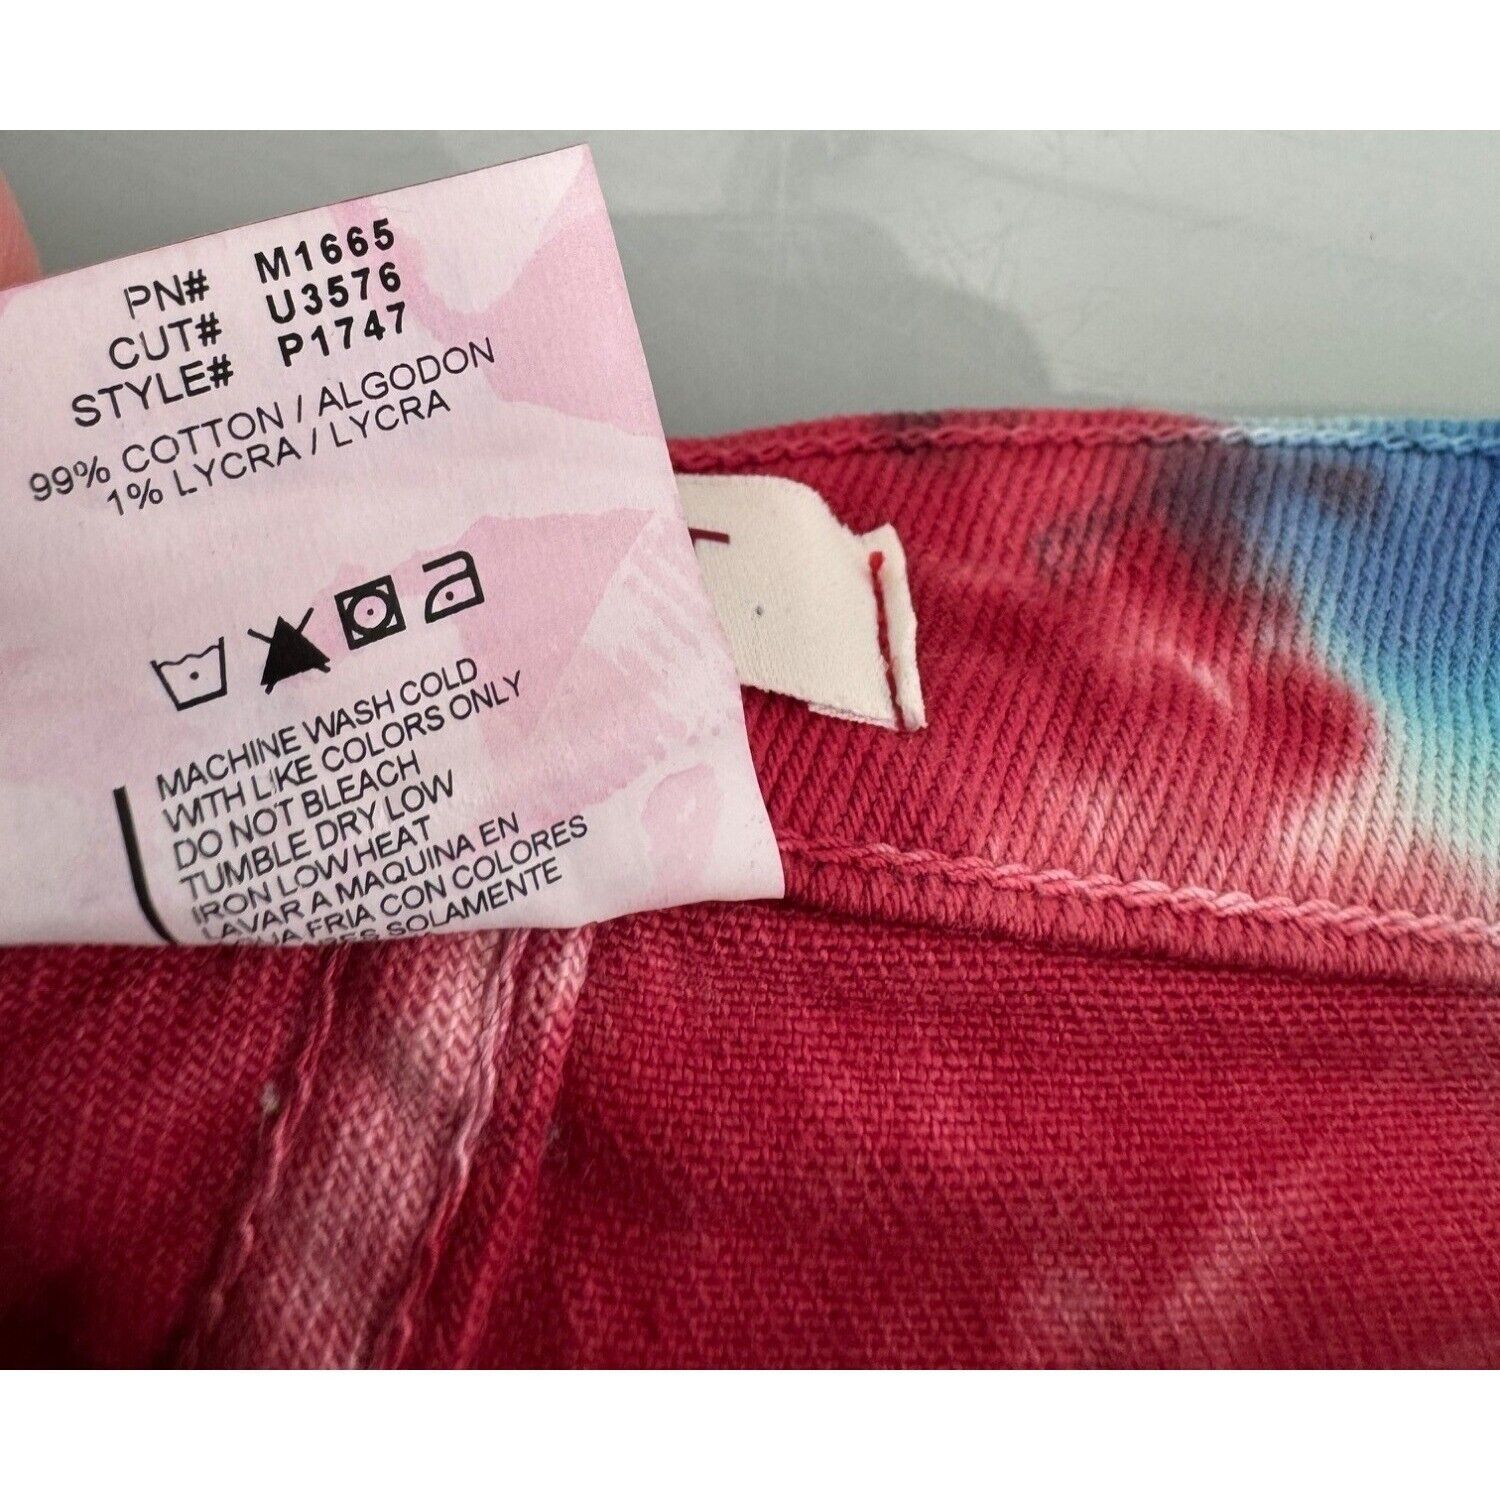 PN# M1665
CUT# U3576
STYLE# P1747
99% COTTON / ALGODON
1% LYCRA / LYCRA
MACHINE WASH COLD
WITH LIKE COLORS ONLY
DO NOT BLEACH
TUMBLE DRY LOW
IRON LOW HEAT
LAVAR A MAQUINA EN
FRIA CON COLORES
SOLAMENTE